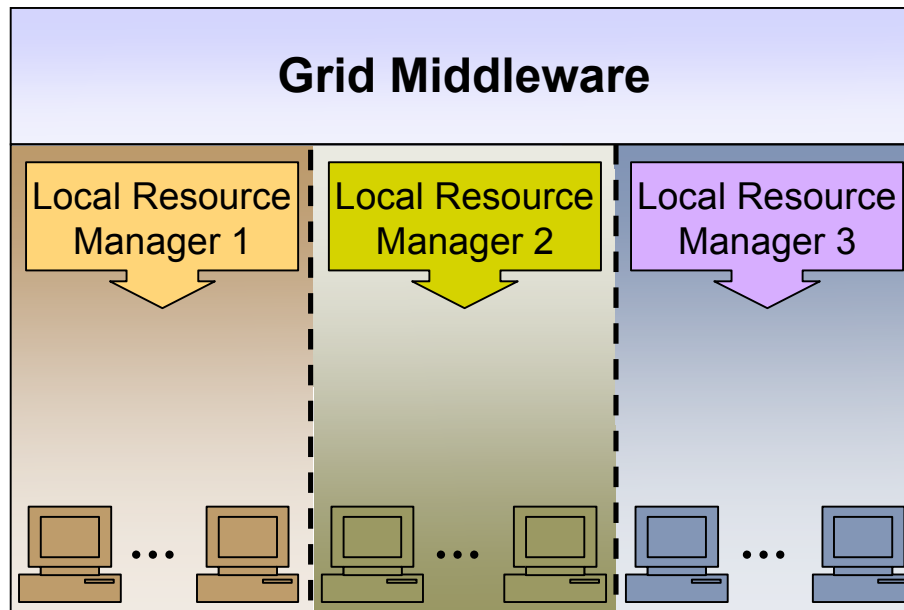 Grid Middleware
Local Resource
Manager 1
Local Resource
Manager 2
Local Resource
Manager 3
...
...
...